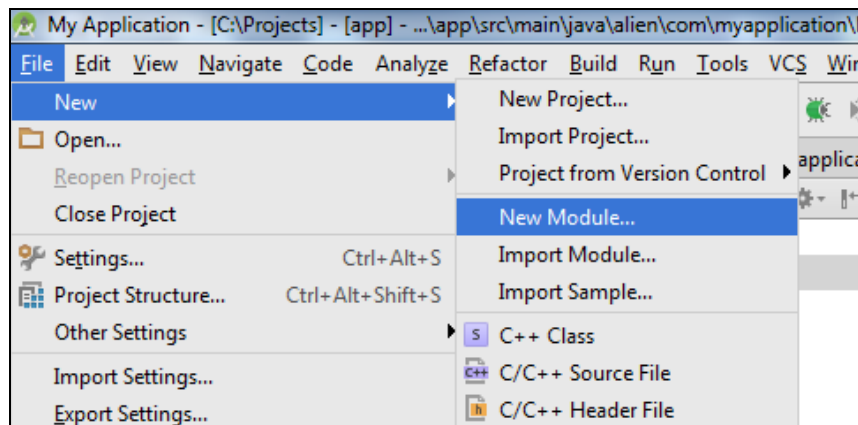 My Application - [C:\Projects] - [app] - ...\app\src\main\java\alien\com\myapplication\
File Edit View Navigate Code Analyze Refactor Build Run Tools VCS Wi
New
Open...
Reopen Project
Close Project
Settings... Ctrl+Alt+S
Project Structure... Ctrl+Alt+Shift+S
Other Settings
Import Settings...
Export Settings...
New Project...
Import Project...
Project from Version Control
New Module...
Import Module...
Import Sample...
S C++ Class
C++ C/C++ Source File
h C/C++ Header File
applica